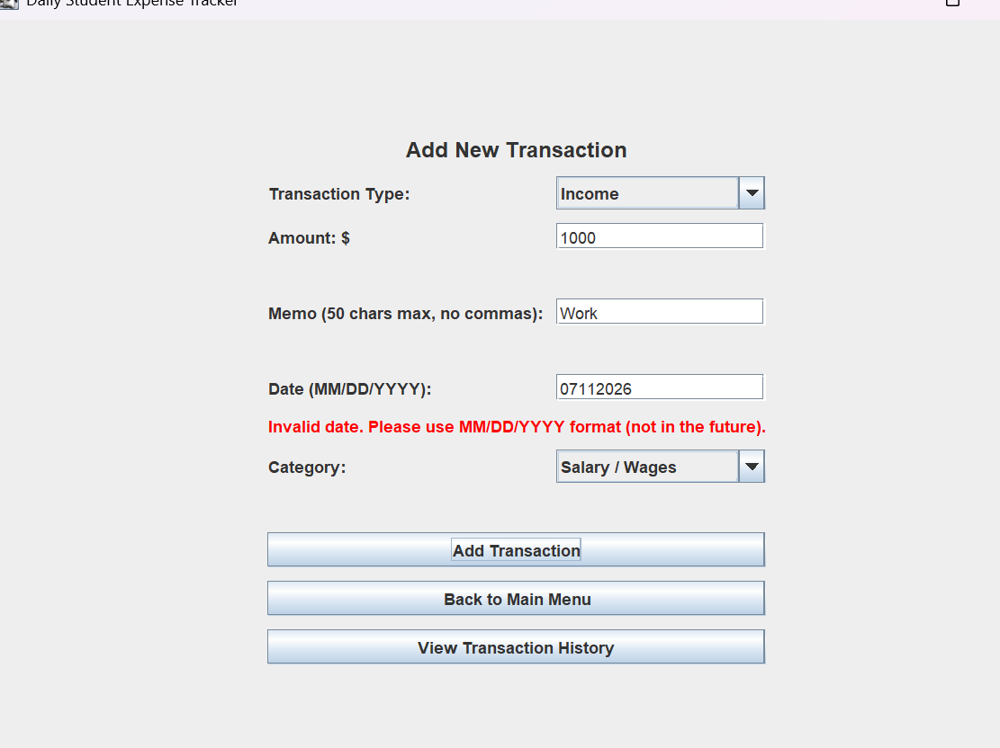 Daily Student Expense Tracker
Add New Transaction
Transaction Type: Income
Amount: $ 1000
Memo (50 chars max, no commas): Work
Date (MM/DD/YYYY): 07112026
Invalid date. Please use MM/DD/YYYY format (not in the future).
Category: Salary / Wages
Add Transaction
Back to Main Menu
View Transaction History